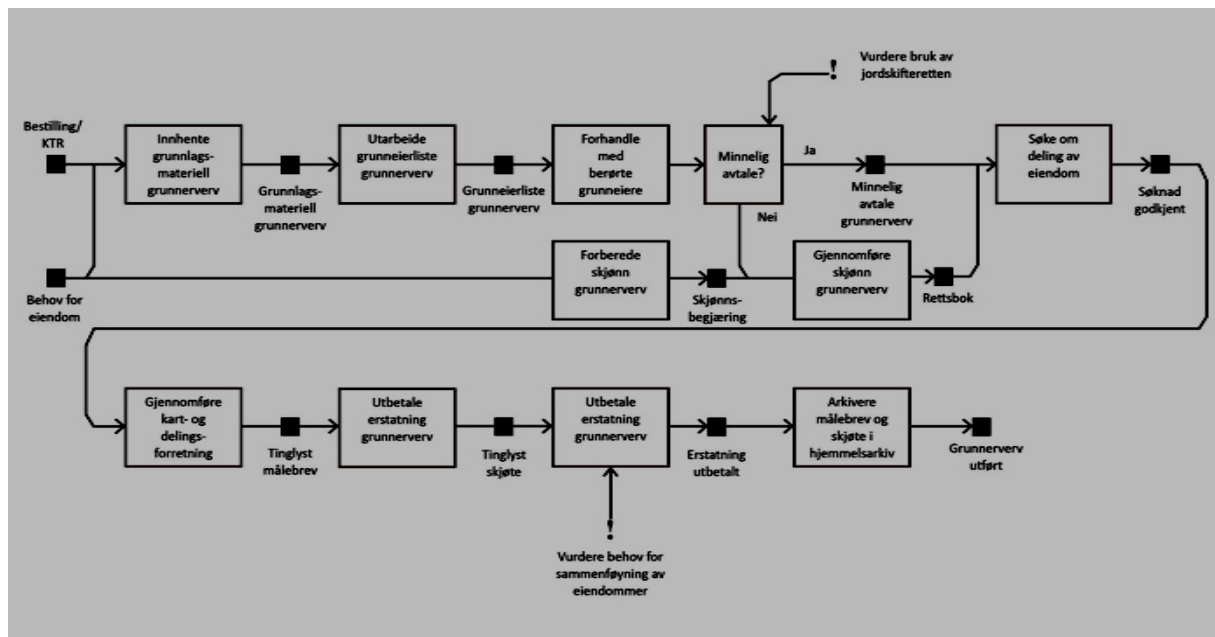 Vurdere bruk av
jordskifteretten
Bestilling/
KTR
Innhente
grunnlags-
materiell
grunnerverv
Grunnlags-
materiell
grunnerverv
Utarbeide
grunneierliste
grunnerverv
Grunneierliste
grunnerverv
Forhandle
med
berørte
grunneiere
Minnelig
avtale?
Ja
Nei
Minnelig
avtale
grunnerverv
Søke om
deling av
eiendom
Søknad
godkjent
Behov for
eiendom
Forberede
skjønn
grunnerverv
Skjønns-
begjæring
Gjennomføre
skjønn
grunnerverv
Rettsbok
Gjennomføre
kart- og
delings-
forretning
Tinglyst
målebrev
Utbetale
erstatning
grunnerverv
Tinglyst
skjøte
Utbetale
erstatning
grunnerverv
Erstatning
utbetalt
Arkivere
målebrev og
skjøte i
hjemmelsarkiv
Grunnerverv
utført
!
!
Vurdere behov for
sammenføyning av
eiendommer